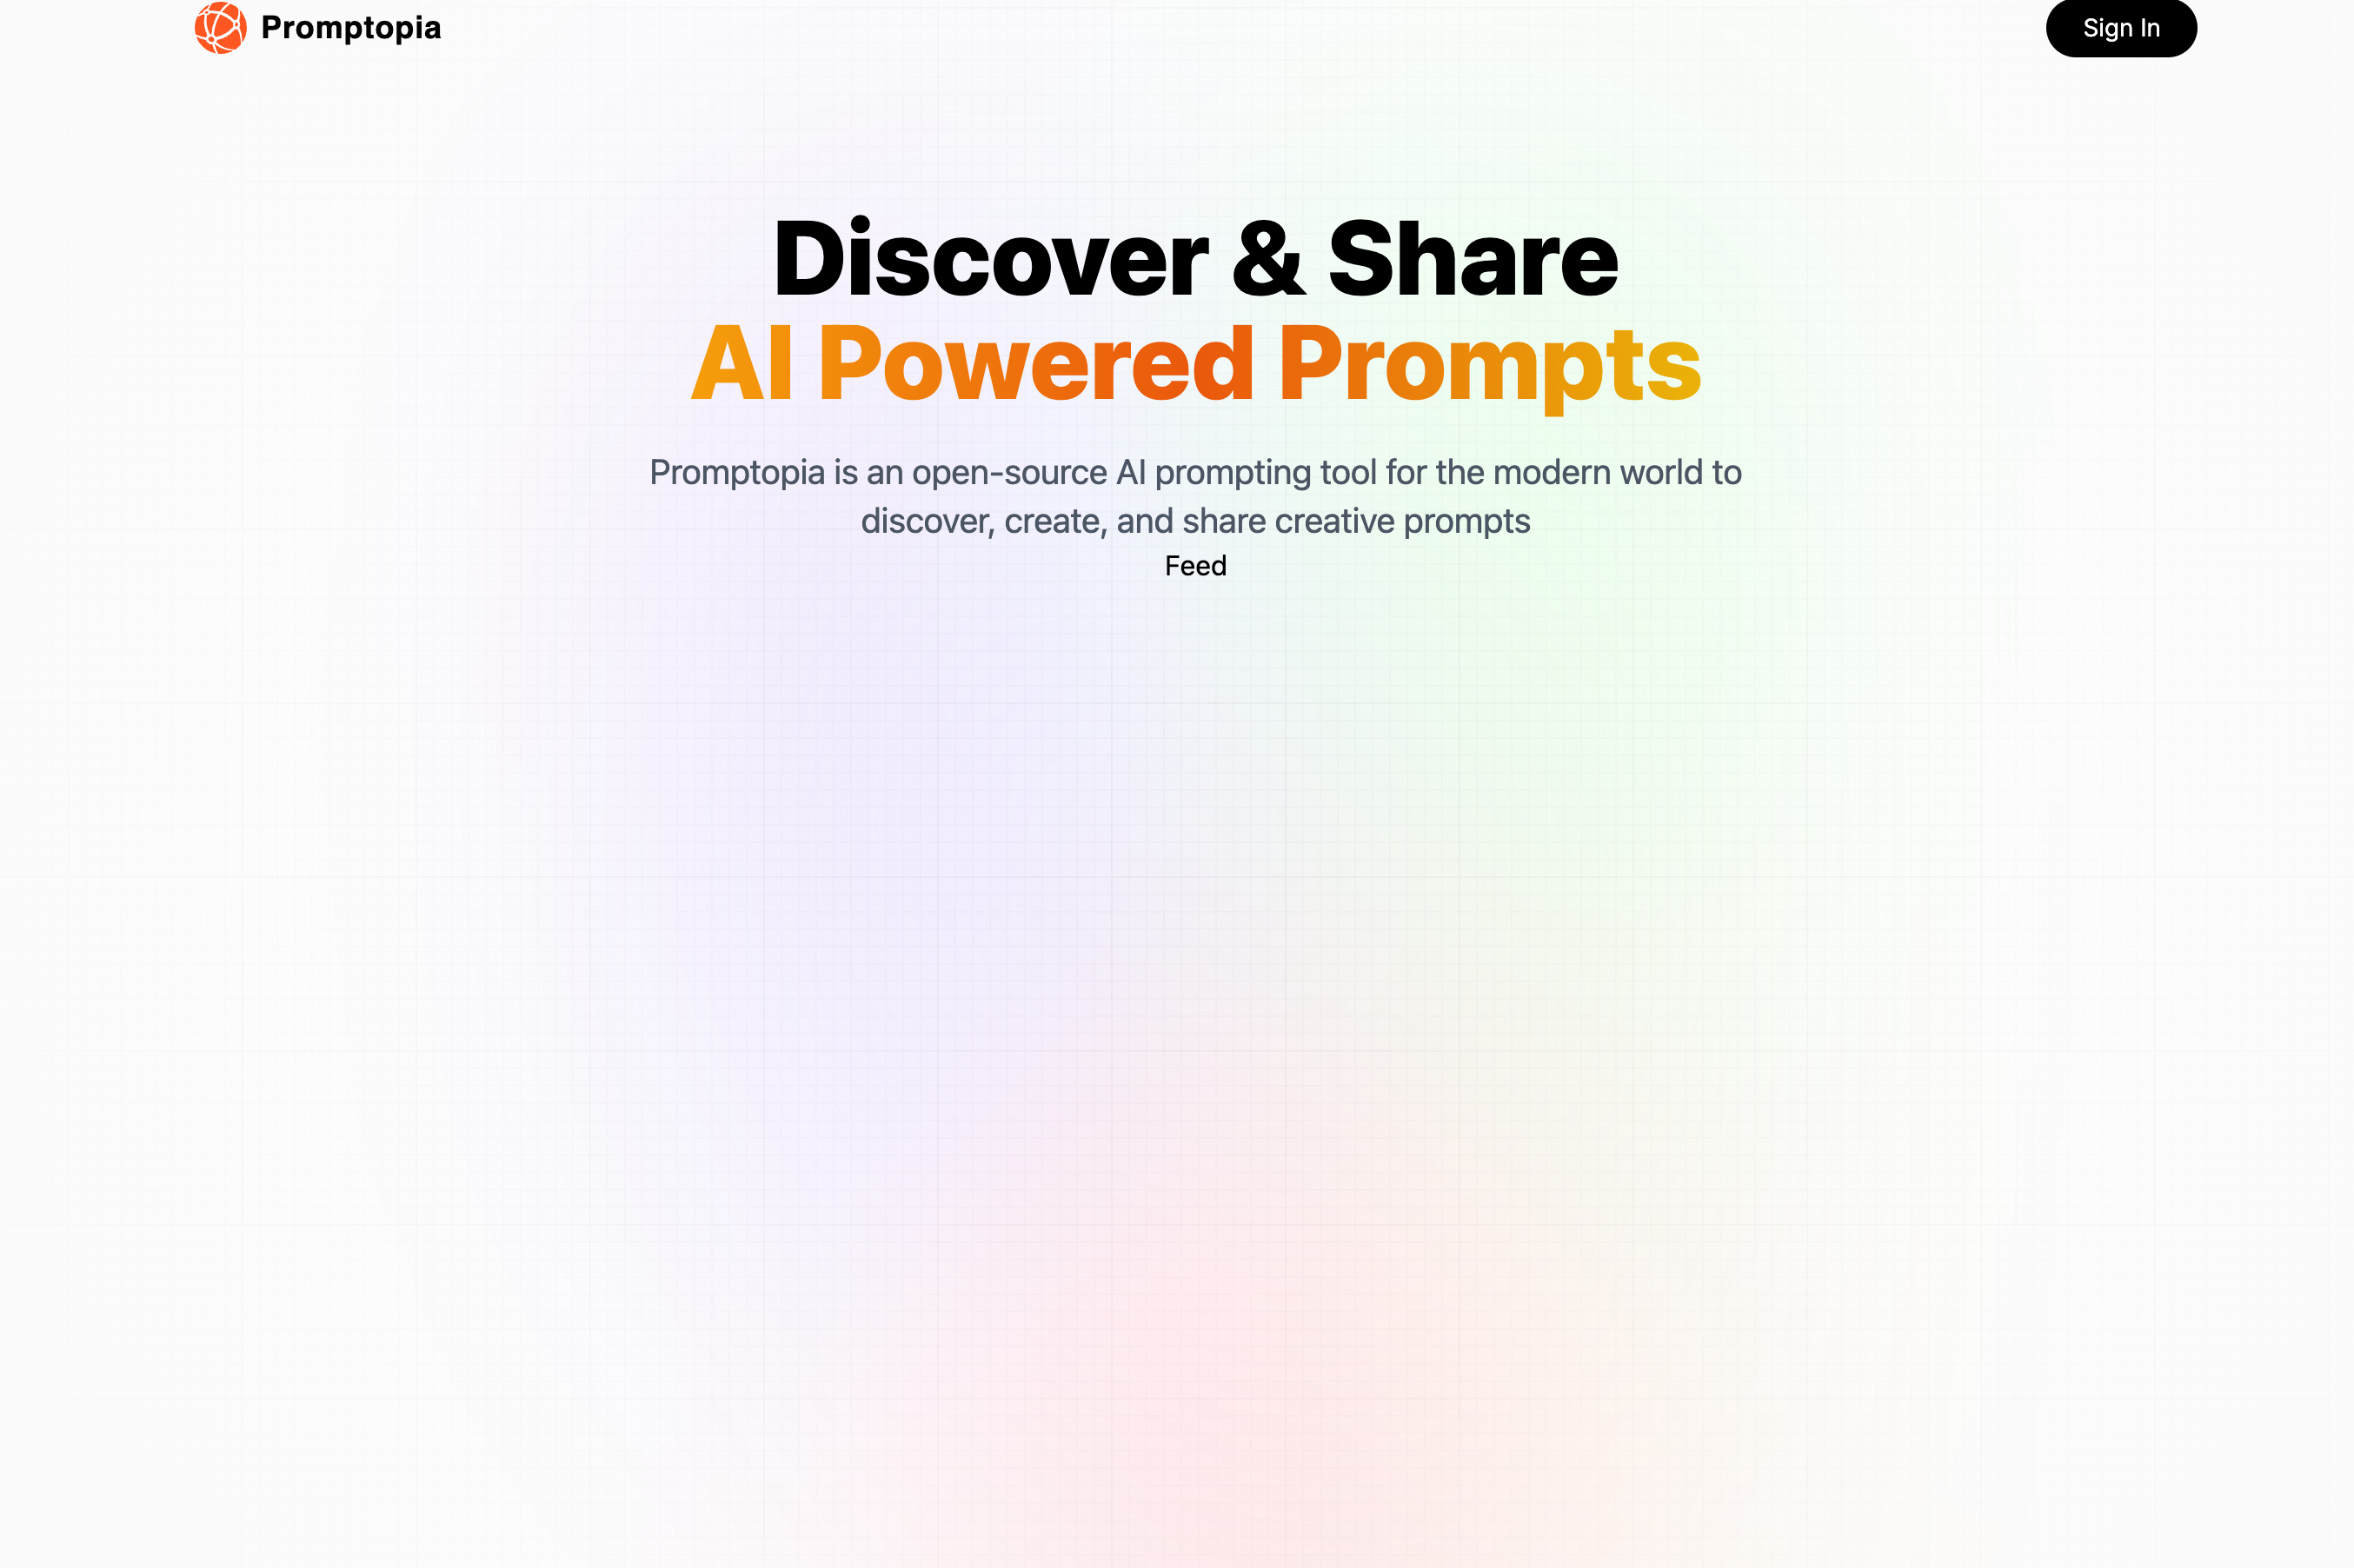 Promptopia
Sign In
Discover & Share
AI Powered Prompts
Promptopia is an open-source AI prompting tool for the modern world to
discover, create, and share creative prompts
Feed